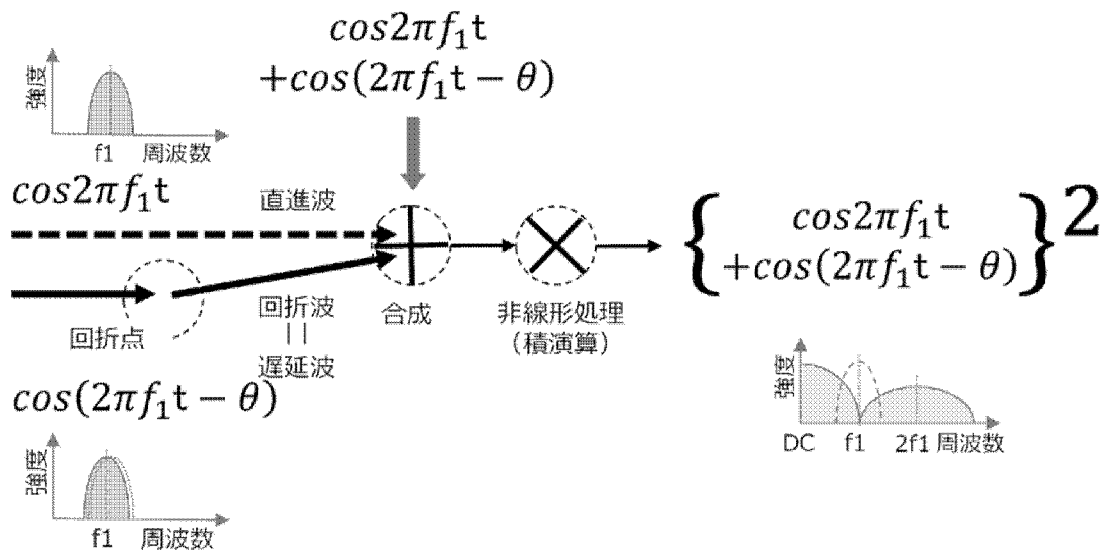 cos2πf₁t
+cos(2πf₁t − θ)
強度
f1 周波数
cos2πf₁t
直進波
{cos2πf₁t
+cos(2πf₁t − θ)}2
回折点
回折波
||
遅延波
合成
非線形処理
(積演算)
cos(2πf₁t − θ)
強度
f1 周波数
強度
DC f1 2f1 周波数